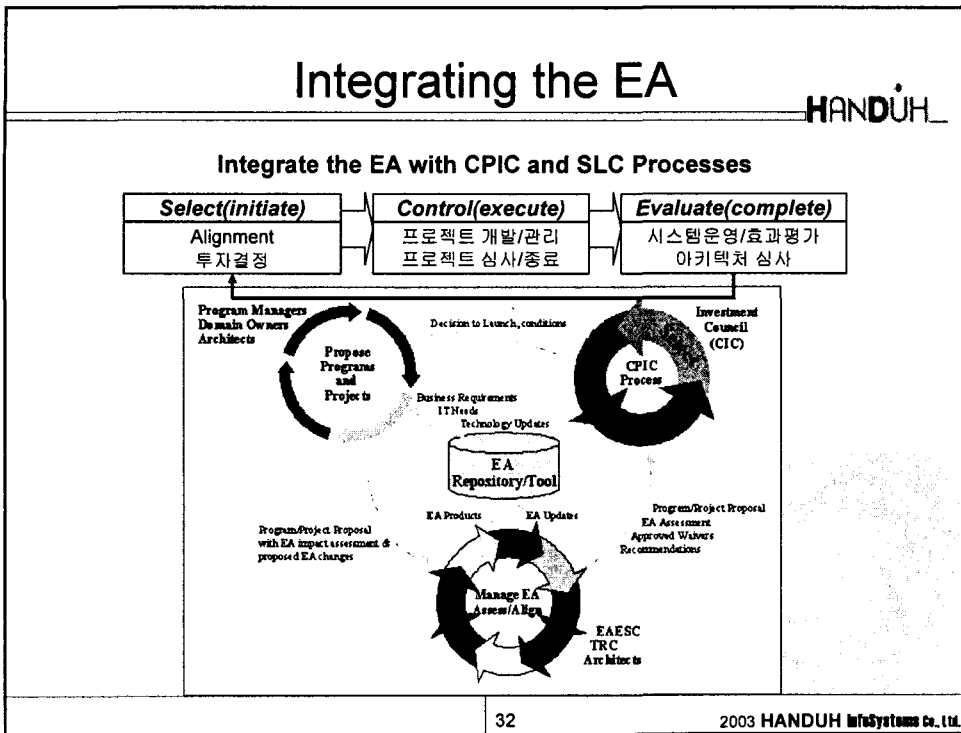 Integrating the EA
HANDUH_
Integrate the EA with CPIC and SLC Processes
Select(initiate)
Alignment
투자결정
Control(execute)
프로젝트 개발/관리
프로젝트 심사/종료
Evaluate(complete)
시스템운영/효과평가
아키텍처 심사
Program Managers
Domain Owners
Architects
Propose
Programs
and
Projects
Decision to Launch, conditions
Investment
Council
(CIC)
CPIC
Process
Business Requirements
IT Needs
Technology Updates
EA
Repository/Tool
EA Products
EA Updates
Program/Project Proposal
with EA impact assessment &
proposed EA changes
Program/Project Proposal
EA Assessment
Approved Waivers
Recommendations
Manage EA
Assess/Align
EAESC
TRC
Architects
32
2003 HANDUH InfoSystems Co., Ltd.